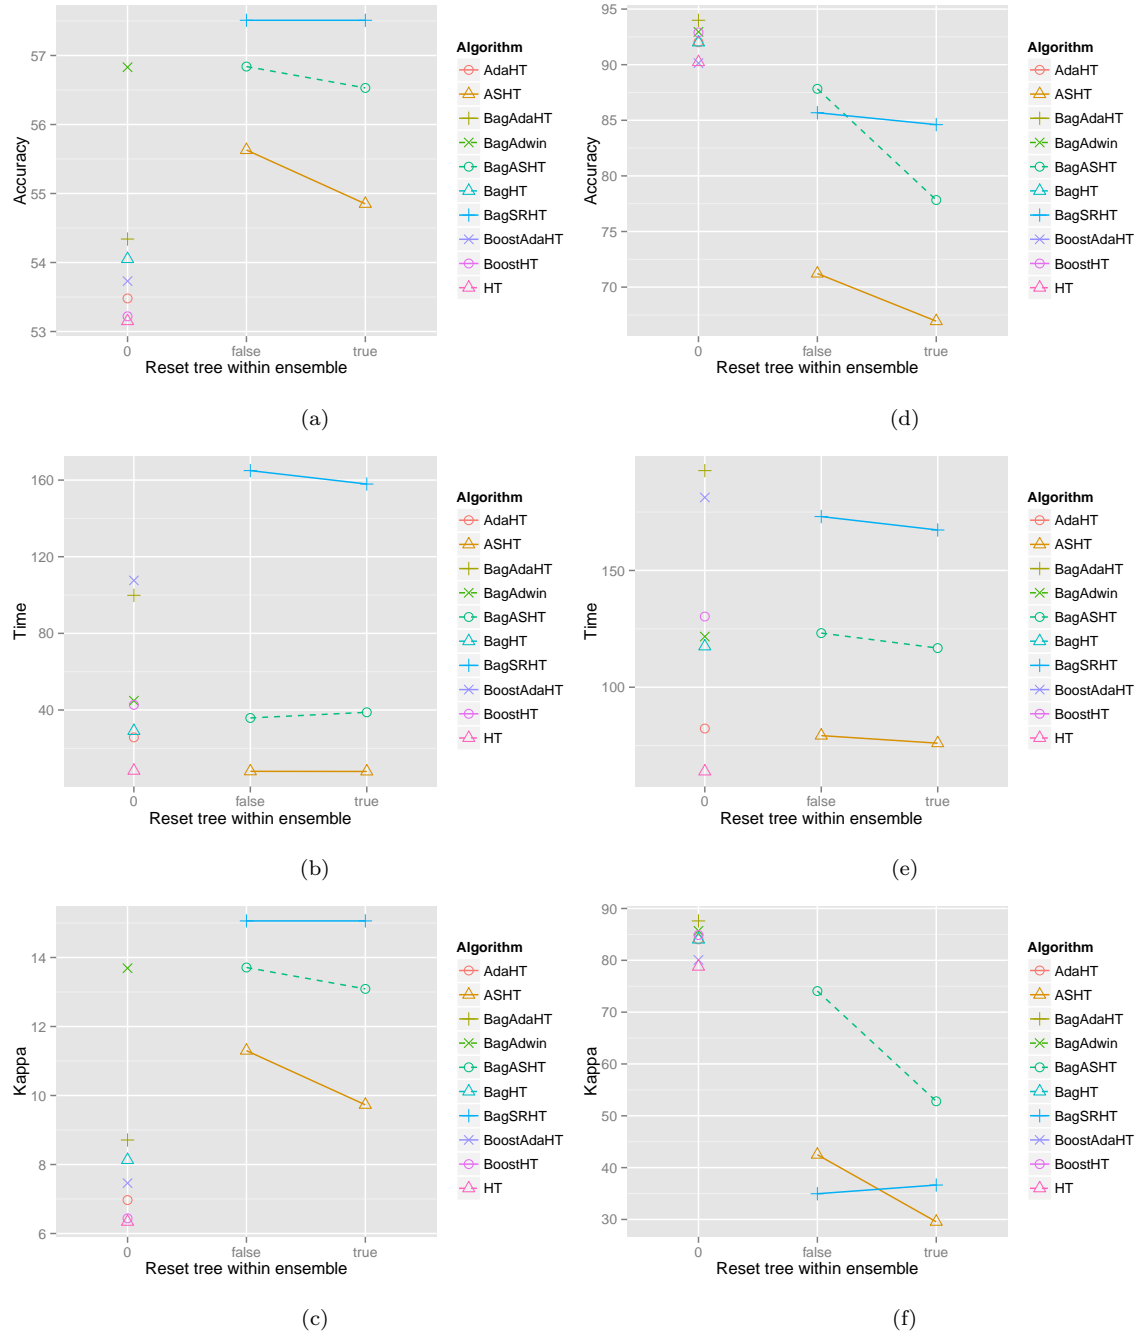 57
56
55
54
53
Accuracy
0
false
true
Reset tree within ensemble
Algorithm
AdaHT
ASHT
BagAdaHT
BagAdwin
BagASHT
BagHT
BagSRHT
BoostAdaHT
BoostHT
HT
(a)
95
90
85
80
75
70
Accuracy
0
false
true
Reset tree within ensemble
Algorithm
AdaHT
ASHT
BagAdaHT
BagAdwin
BagASHT
BagHT
BagSRHT
BoostAdaHT
BoostHT
HT
(d)
160
120
80
40
Time
0
false
true
Reset tree within ensemble
Algorithm
AdaHT
ASHT
BagAdaHT
BagAdwin
BagASHT
BagHT
BagSRHT
BoostAdaHT
BoostHT
HT
(b)
150
100
Time
0
false
true
Reset tree within ensemble
Algorithm
AdaHT
ASHT
BagAdaHT
BagAdwin
BagASHT
BagHT
BagSRHT
BoostAdaHT
BoostHT
HT
(e)
14
12
10
8
6
Kappa
0
false
true
Reset tree within ensemble
Algorithm
AdaHT
ASHT
BagAdaHT
BagAdwin
BagASHT
BagHT
BagSRHT
BoostAdaHT
BoostHT
HT
(c)
90
80
70
60
50
40
30
Kappa
0
false
true
Reset tree within ensemble
Algorithm
AdaHT
ASHT
BagAdaHT
BagAdwin
BagASHT
BagHT
BagSRHT
BoostAdaHT
BoostHT
HT
(f)